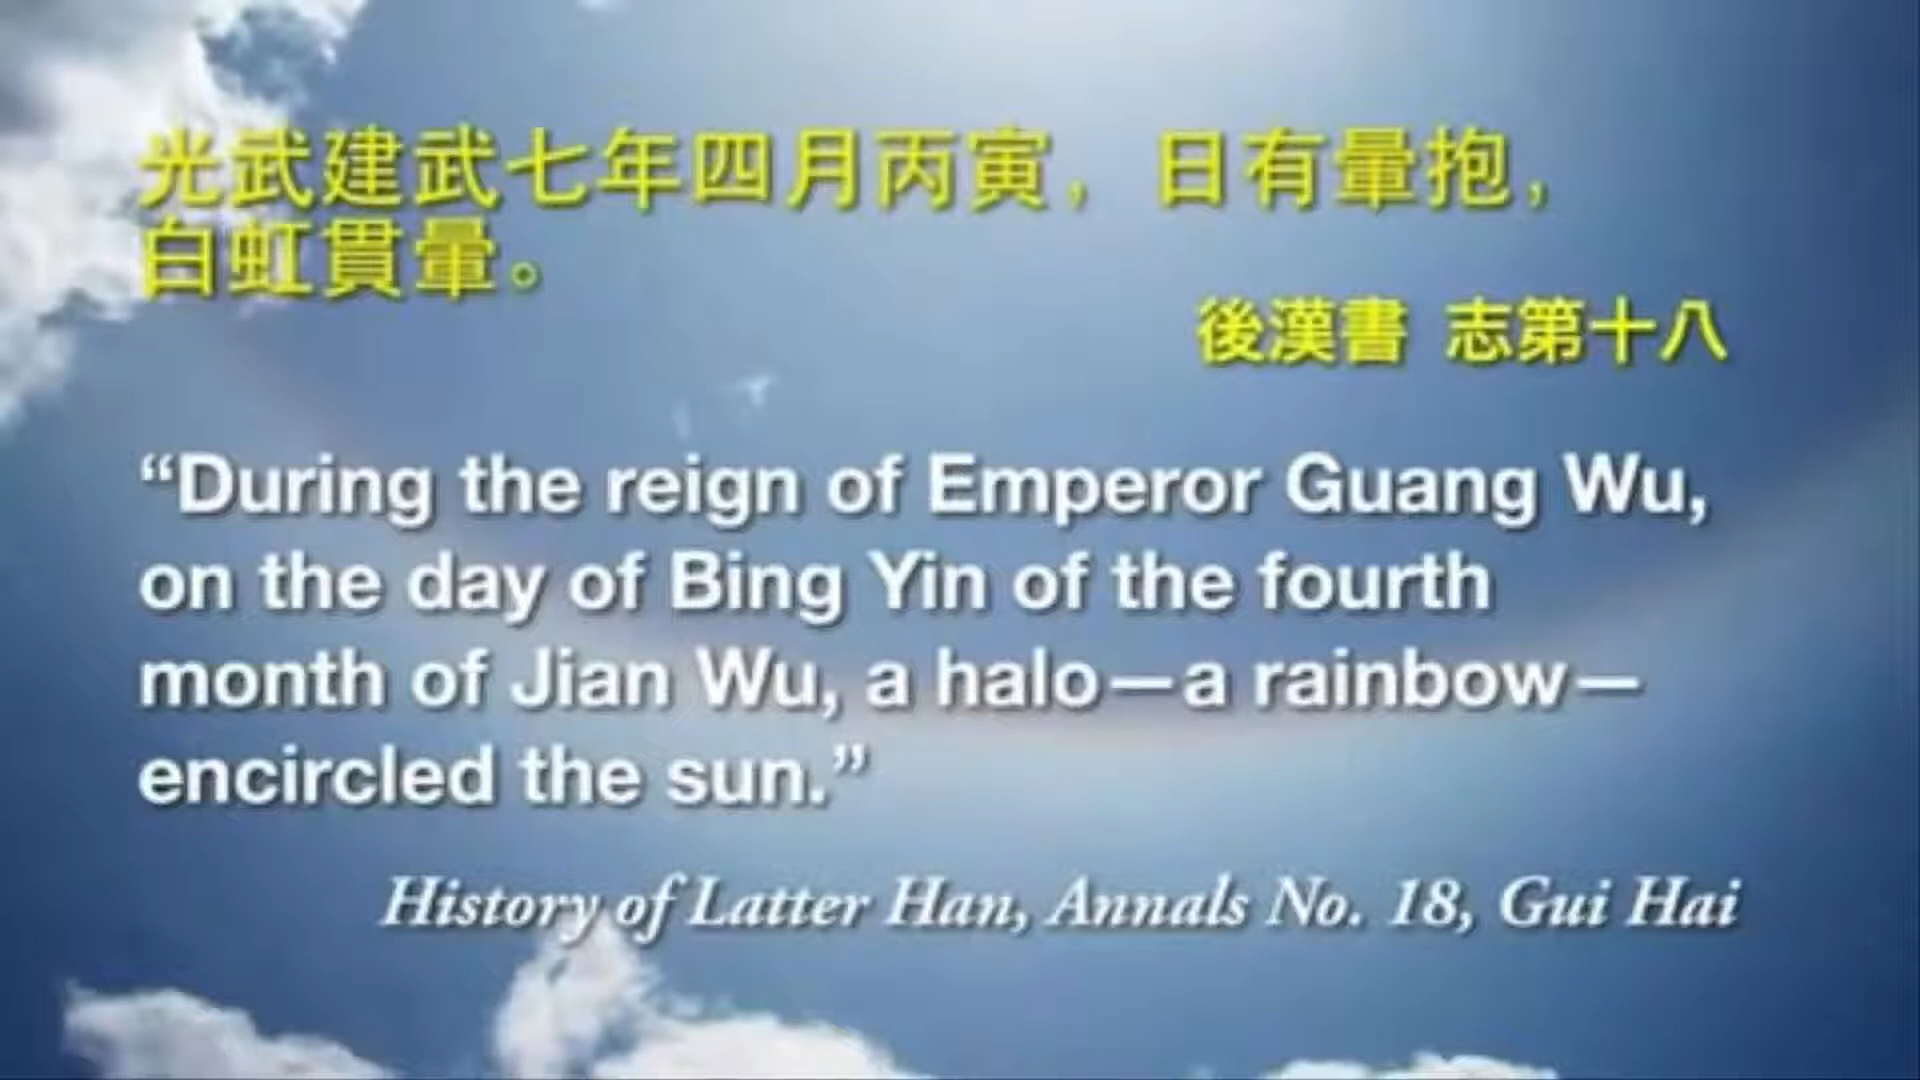 光武建武七年四月丙寅，日有暈抱，
白虹貫暈。
後漢書 志第十八
“During the reign of Emperor Guang Wu,
on the day of Bing Yin of the fourth
month of Jian Wu, a halo—a rainbow—
encircled the sun.”
History of Latter Han, Annals No. 18, Gui Hai